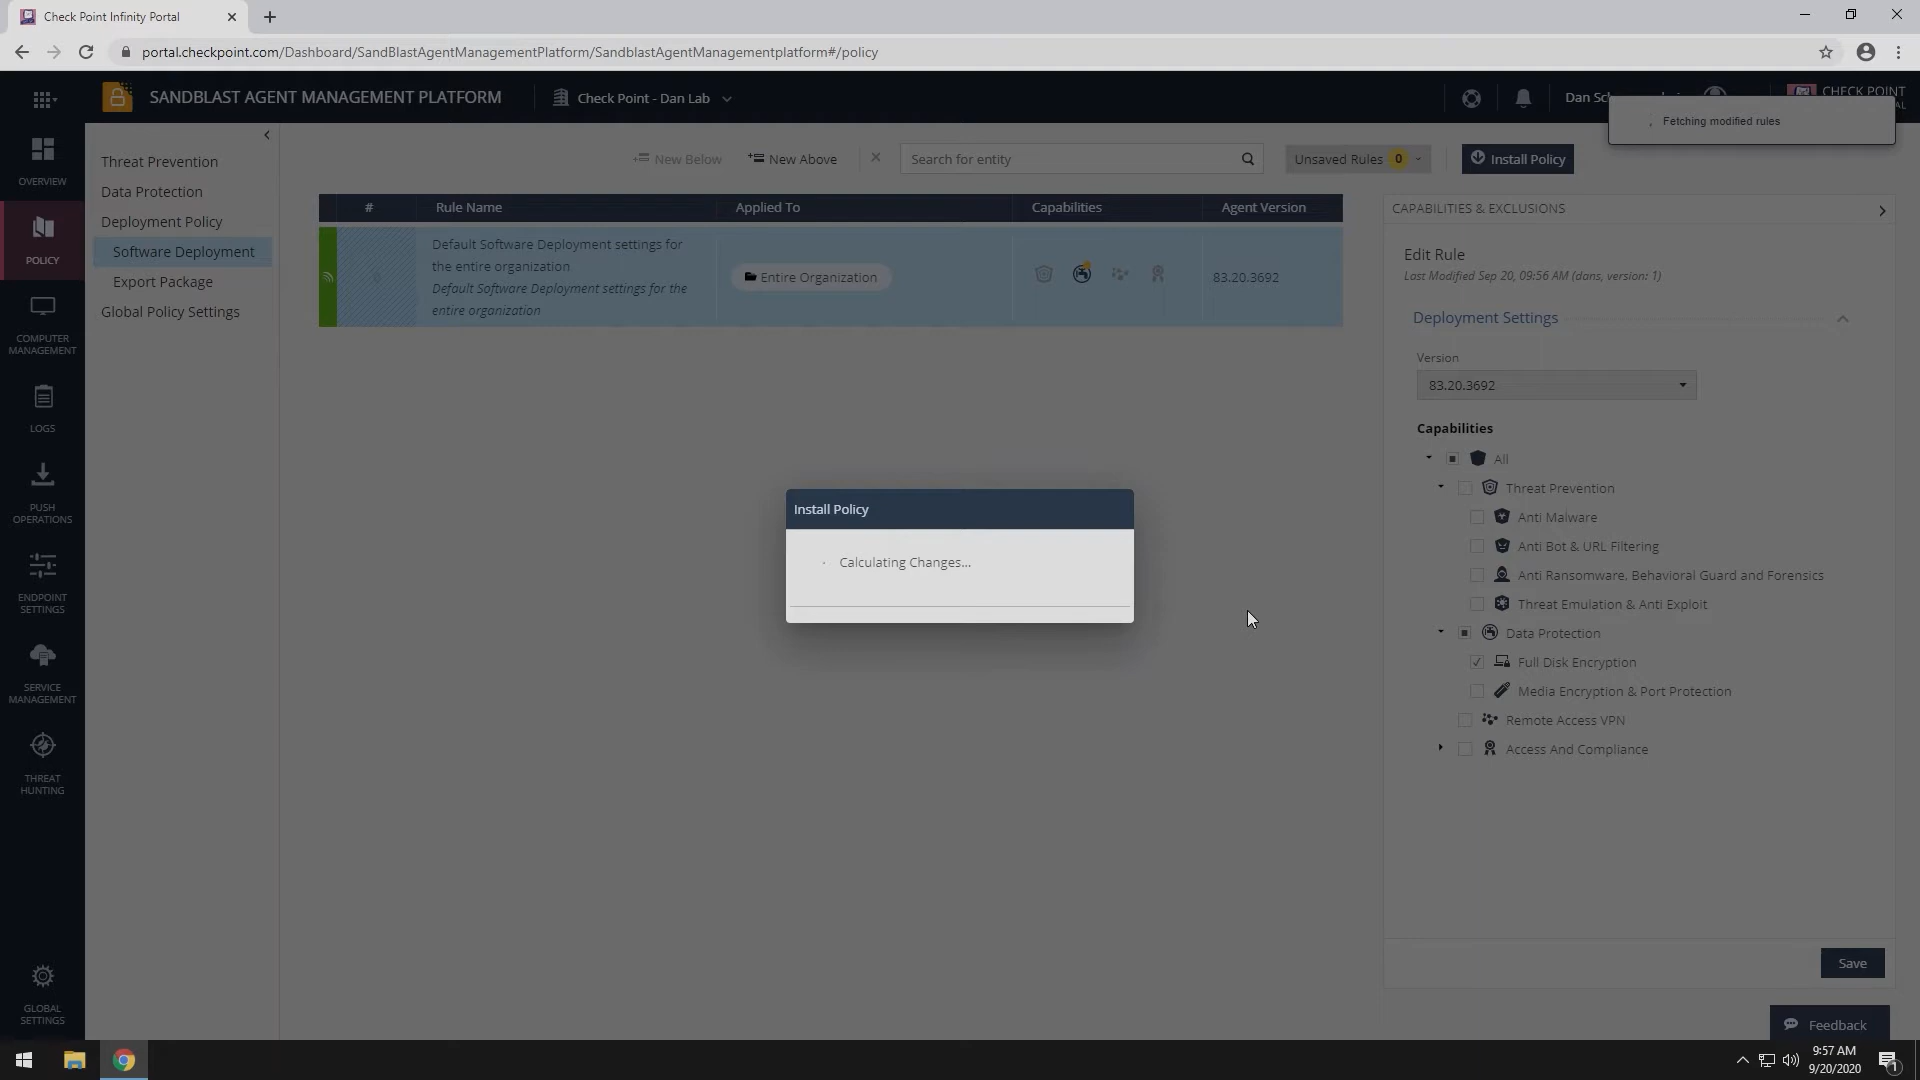 Check Point Infinity Portal
portal.checkpoint.com/Dashboard/SandBlastAgentManagementPlatform/SandblastAgentManagementplatform#/policy
SANDBLAST AGENT MANAGEMENT PLATFORM
Check Point - Dan Lab
Dan Sc
CHECK POINT
Fetching modified rules
OVERVIEW
POLICY
COMPUTER
MANAGEMENT
LOGS
PUSH
OPERATIONS
ENDPOINT
SETTINGS
SERVICE
MANAGEMENT
THREAT
HUNTING
GLOBAL
SETTINGS
Threat Prevention
Data Protection
Deployment Policy
Software Deployment
Export Package
Global Policy Settings
New Below
New Above
Search for entity
Unsaved Rules 0
Install Policy
# Rule Name Applied To Capabilities Agent Version
Default Software Deployment settings for
the entire organization
Default Software Deployment settings for the
entire organization
Entire Organization
83.20.3692
Install Policy
Calculating Changes...
CAPABILITIES & EXCLUSIONS
Edit Rule
Last Modified Sep 20, 09:56 AM (dans, version: 1)
Deployment Settings
Version
83.20.3692
Capabilities
All
Threat Prevention
Anti Malware
Anti Bot & URL Filtering
Anti Ransomware, Behavioral Guard and Forensics
Threat Emulation & Anti Exploit
Data Protection
Full Disk Encryption
Media Encryption & Port Protection
Remote Access VPN
Access And Compliance
Save
Feedback
9:57 AM
9/20/2020
1